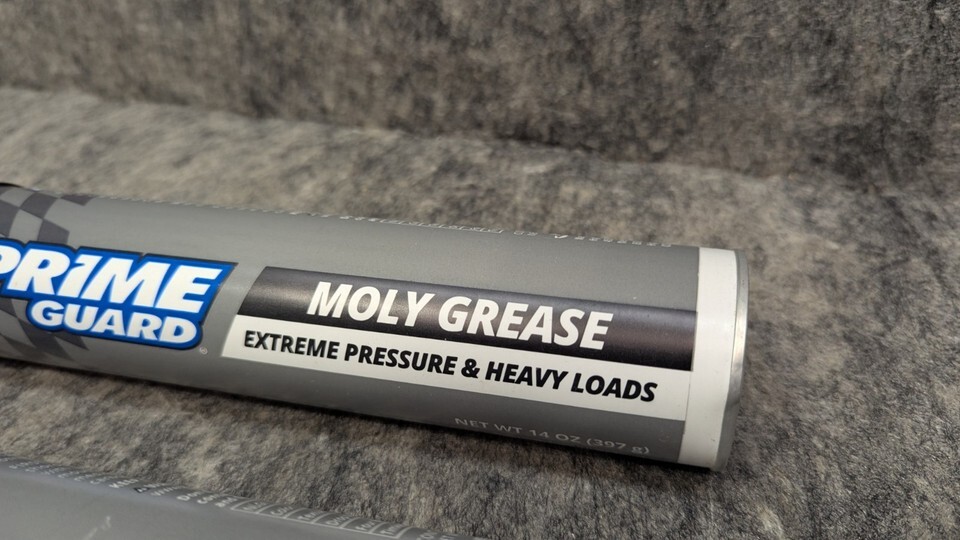 PRIME
GUARD
®
MOLY GREASE
EXTREME PRESSURE & HEAVY LOADS
NET WT 14 OZ (397 g)